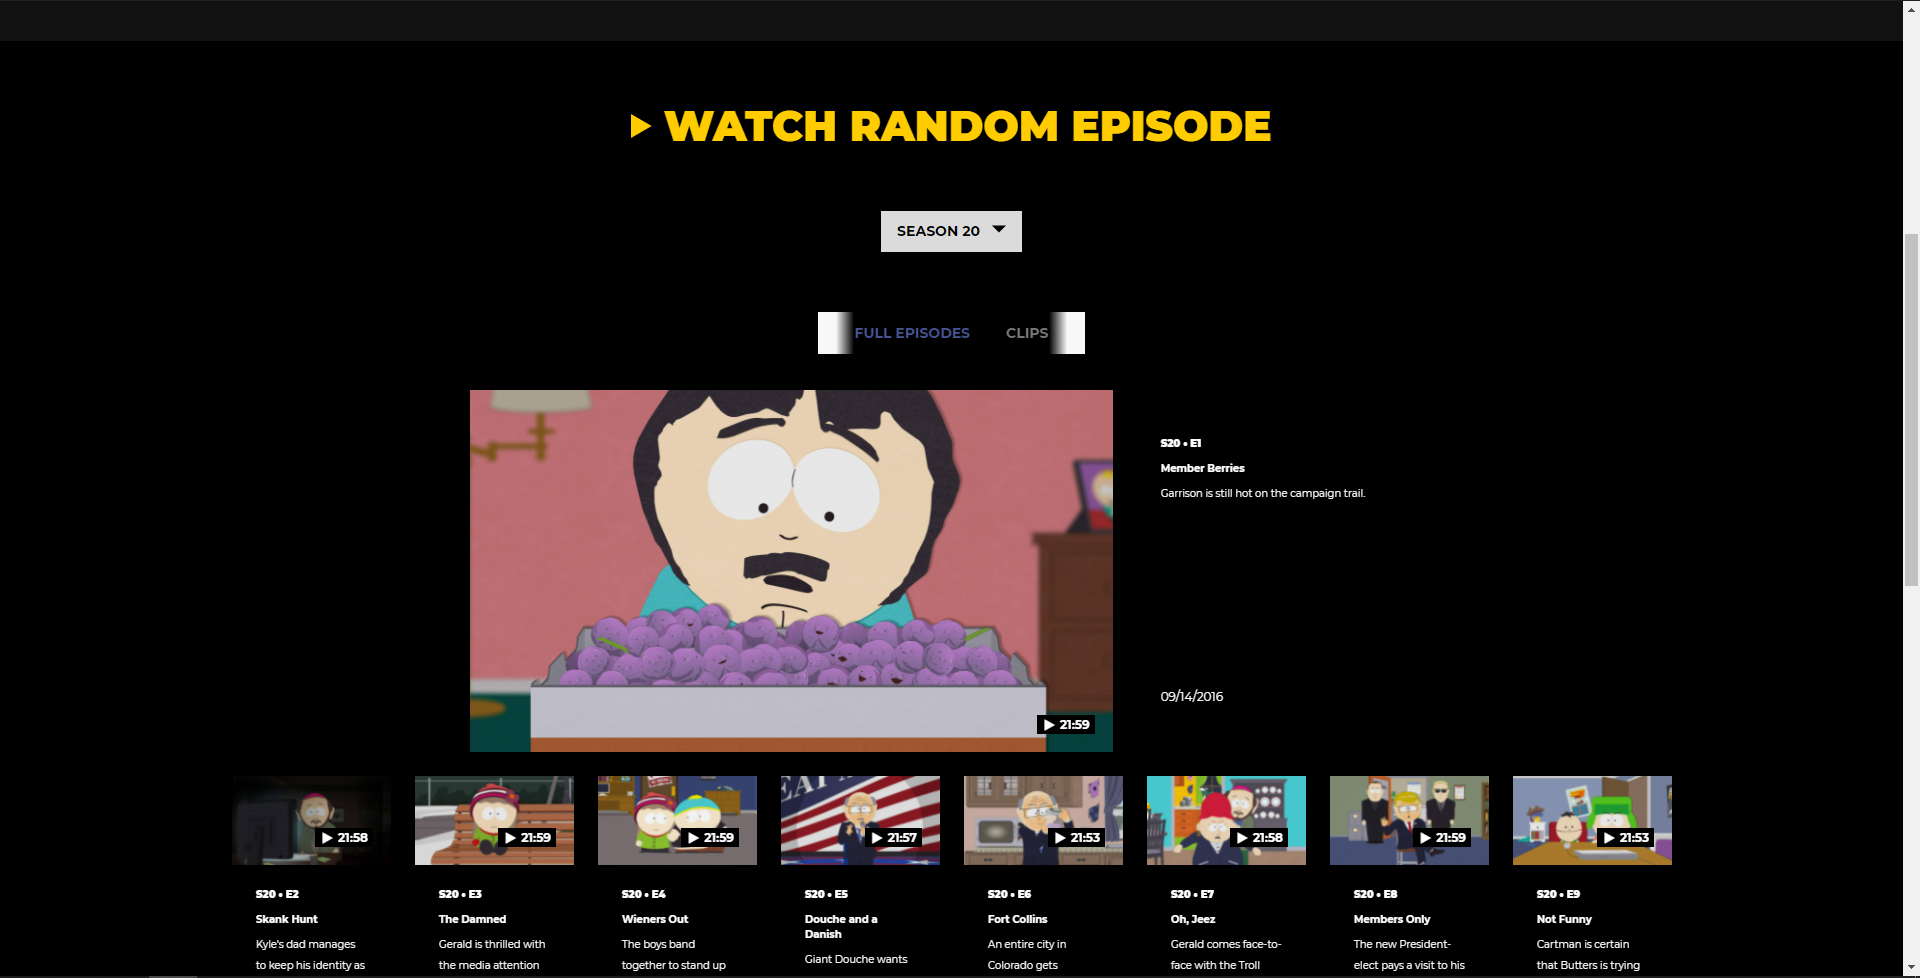 WATCH RANDOM EPISODE
SEASON 20
FULL EPISODES
CLIPS
S20 • E1
Member Berries
Garrison is still hot on the campaign trail.
09/14/2016
21:59
21:58
21:59
21:59
21:57
21:53
21:58
21:59
21:53
S20 • E2
Skank Hunt
Kyle's dad manages
to keep his identity as
S20 • E3
The Damned
Gerald is thrilled with
the media attention
S20 • E4
Wieners Out
The boys band
together to stand up
S20 • E5
Douche and a
Danish
Giant Douche wants
S20 • E6
Fort Collins
An entire city in
Colorado gets
S20 • E7
Oh, Jeez
Gerald comes face-to-
face with the Troll
S20 • E8
Members Only
The new President-
elect pays a visit to his
S20 • E9
Not Funny
Cartman is certain
that Butters is trying